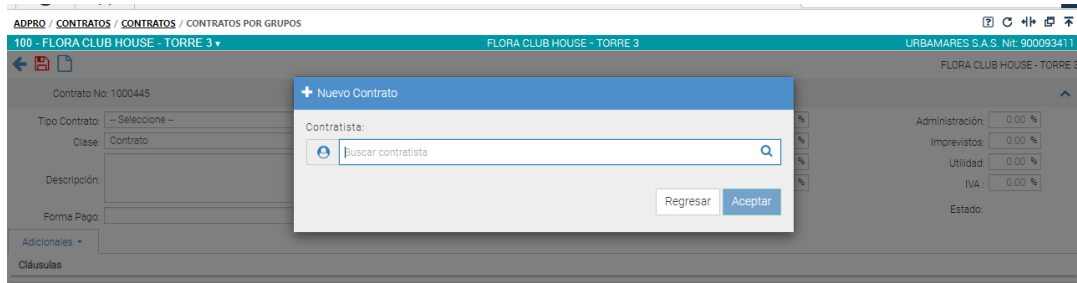 ADPRO / CONTRATOS / CONTRATOS / CONTRATOS POR GRUPOS
100 - FLORA CLUB HOUSE - TORRE 3 FLORA CLUB HOUSE - TORRE 3 URBAMARES S.A.S. Nit: 900093411
FLORA CLUB HOUSE - TORRE 3
Contrato No: 1000445
Nuevo Contrato
Tipo Contrato: -- Seleccione -- % Administración: 0.00 %
Contratista:
Clase: Contrato % Imprevistos: 0.00 %
Buscar contratista
% Utilidad: 0.00 %
Descripción: % IVA : 0.00 %
Regresar Aceptar
Forma Pago: Estado:
Adicionales
Cláusulas